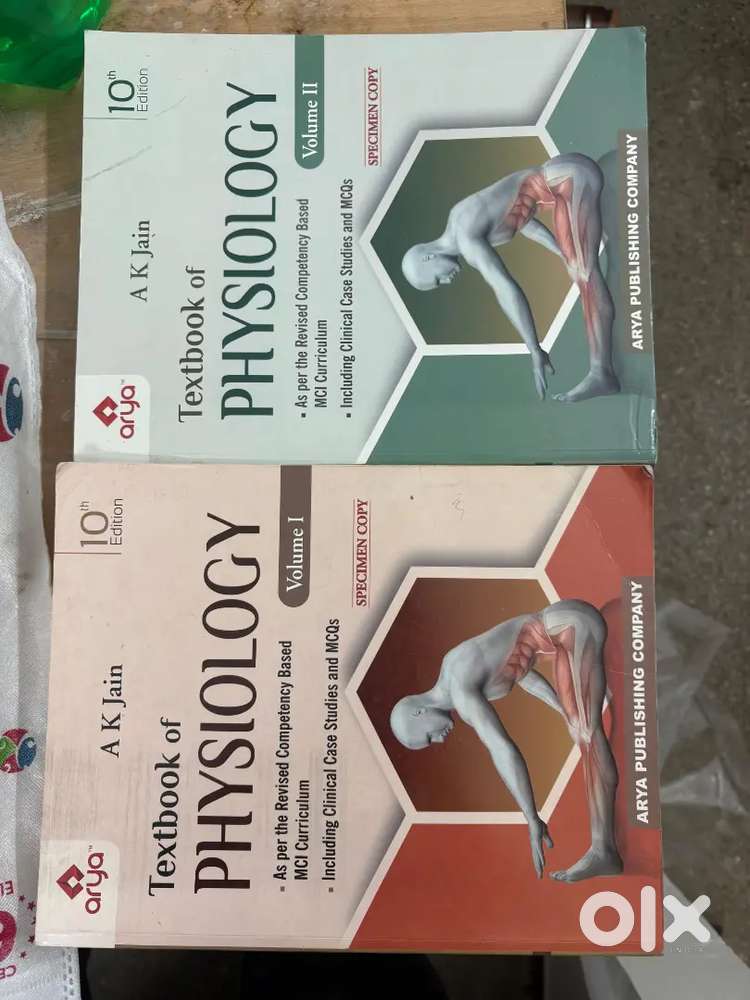 10th
Edition
A K Jain
Textbook of
PHYSIOLOGY
Volume II
▪ As per the Revised Competency Based
MCI Curriculum
▪ Including Clinical Case Studies and MCQs
SPECIMEN COPY
arya™
ARYA PUBLISHING COMPANY
10th
Edition
A K Jain
Textbook of
PHYSIOLOGY
Volume I
▪ As per the Revised Competency Based
MCI Curriculum
▪ Including Clinical Case Studies and MCQs
SPECIMEN COPY
arya™
ARYA PUBLISHING COMPANY
olx